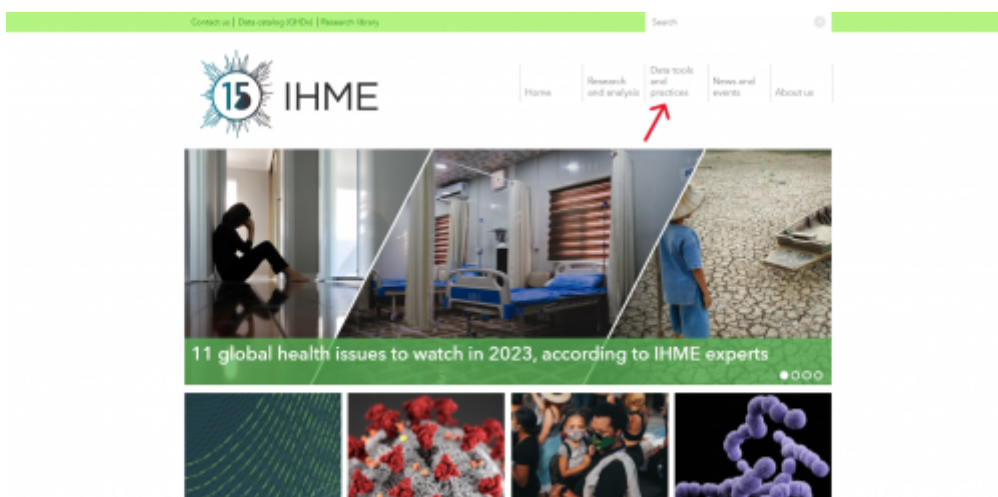 Contact us | Data catalog (GHDx) | Research library
Search
15 IHME
Home
Research
and analysis
Data tools
and
practices
News and
events
About us
11 global health issues to watch in 2023, according to IHME experts